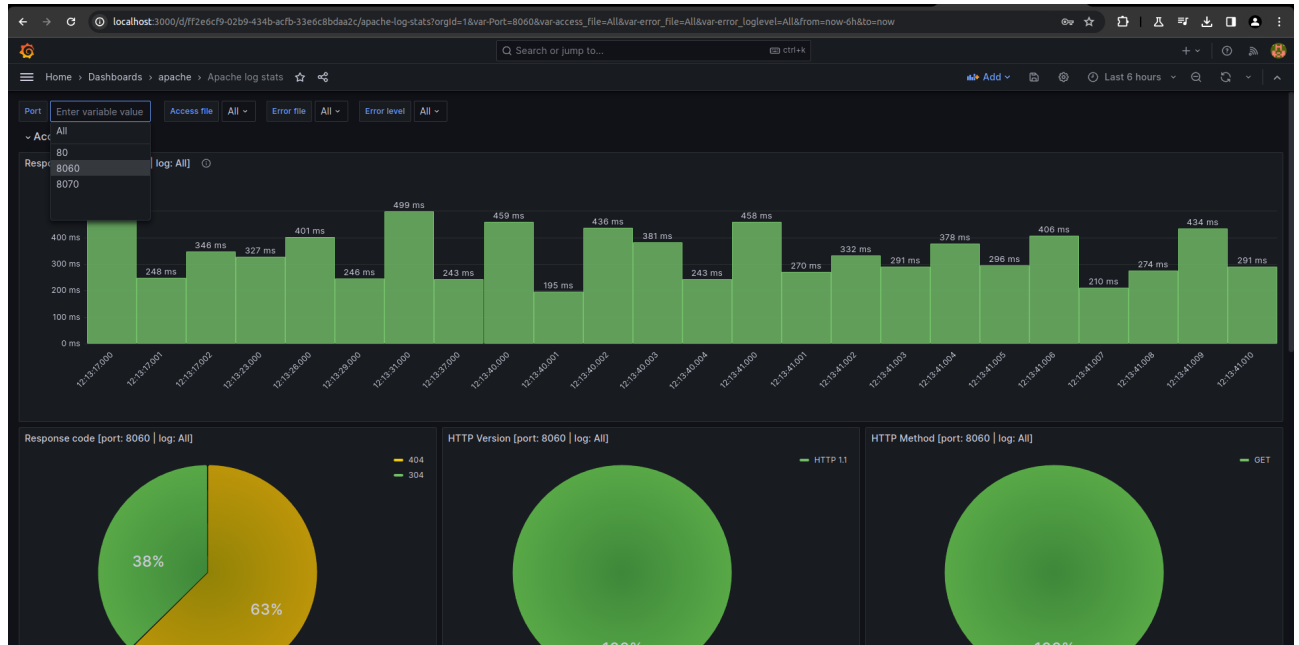 localhost:3000/d/ff2e6cf9-02b9-434b-acfb-33e6c8bdaa2c/apache-log-stats?orgId=1&var-Port=8060&var-access_file=All&var-error_file=All&var-error_loglevel=All&from=now-6h&to=now
Search or jump to... ctrl+k
Home › Dashboards › apache › Apache log stats
Add
Last 6 hours
Port Enter variable value Access file All Error file All Error level All
All
80
8060
8070
Acc
Respo
log: All]
499 ms
459 ms
458 ms
436 ms
434 ms
401 ms
406 ms
381 ms
378 ms
346 ms
327 ms
332 ms
291 ms
296 ms
291 ms
270 ms
274 ms
248 ms
246 ms
243 ms
243 ms
195 ms
210 ms
400 ms
300 ms
200 ms
100 ms
0 ms
12:13:17.000
12:13:17.001
12:13:17.002
12:13:23.000
12:13:26.000
12:13:29.000
12:13:31.000
12:13:37.000
12:13:40.000
12:13:40.001
12:13:40.002
12:13:40.003
12:13:40.004
12:13:41.000
12:13:41.001
12:13:41.002
12:13:41.003
12:13:41.004
12:13:41.005
12:13:41.006
12:13:41.007
12:13:41.008
12:13:41.009
12:13:41.010
Response code [port: 8060 | log: All]
404
304
38%
63%
HTTP Version [port: 8060 | log: All]
HTTP 1.1
HTTP Method [port: 8060 | log: All]
GET